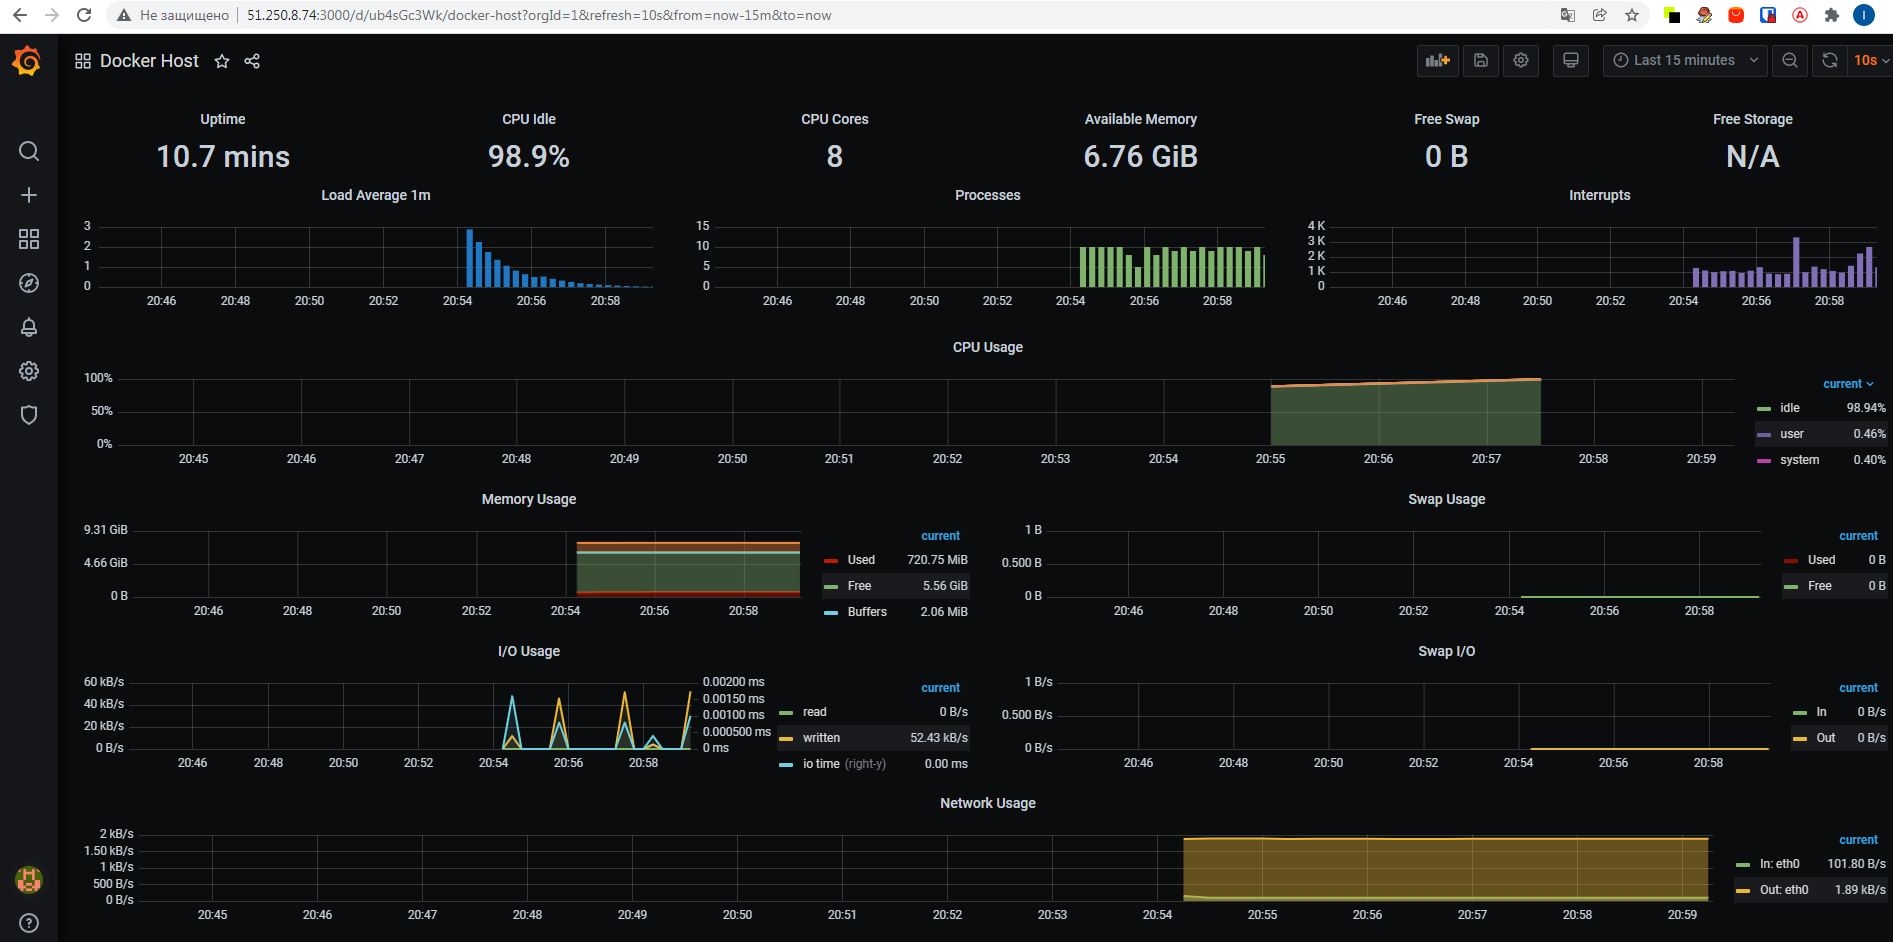 Не защищено 51.250.8.74:3000/d/ub4sGc3Wk/docker-host?orgId=1&refresh=10s&from=now-15m&to=now
I
Docker Host
Last 15 minutes
10s
Uptime
10.7 mins
CPU Idle
98.9%
CPU Cores
8
Available Memory
6.76 GiB
Free Swap
0 B
Free Storage
N/A
Load Average 1m
3
2
1
0
20:46 20:48 20:50 20:52 20:54 20:56 20:58
Processes
15
10
5
0
20:46 20:48 20:50 20:52 20:54 20:56 20:58
Interrupts
4 K
3 K
2 K
1 K
0
20:46 20:48 20:50 20:52 20:54 20:56 20:58
CPU Usage
100%
50%
0%
20:45 20:46 20:47 20:48 20:49 20:50 20:51 20:52 20:53 20:54 20:55 20:56 20:57 20:58 20:59
current
idle 98.94%
user 0.46%
system 0.40%
Memory Usage
9.31 GiB
4.66 GiB
0 B
20:46 20:48 20:50 20:52 20:54 20:56 20:58
current
Used 720.75 MiB
Free 5.56 GiB
Buffers 2.06 MiB
Swap Usage
1 B
0.500 B
0 B
20:46 20:48 20:50 20:52 20:54 20:56 20:58
current
Used 0 B
Free 0 B
I/O Usage
60 kB/s
40 kB/s
20 kB/s
0 B/s
0.00200 ms
0.00150 ms
0.00100 ms
0.000500 ms
0 ms
20:46 20:48 20:50 20:52 20:54 20:56 20:58
current
read 0 B/s
written 52.43 kB/s
io time (right-y) 0.00 ms
Swap I/O
1 B/s
0.500 B/s
0 B/s
20:46 20:48 20:50 20:52 20:54 20:56 20:58
current
In 0 B/s
Out 0 B/s
Network Usage
2 kB/s
1.50 kB/s
1 kB/s
500 B/s
0 B/s
20:45 20:46 20:47 20:48 20:49 20:50 20:51 20:52 20:53 20:54 20:55 20:56 20:57 20:58 20:59
current
In: eth0 101.80 B/s
Out: eth0 1.89 kB/s